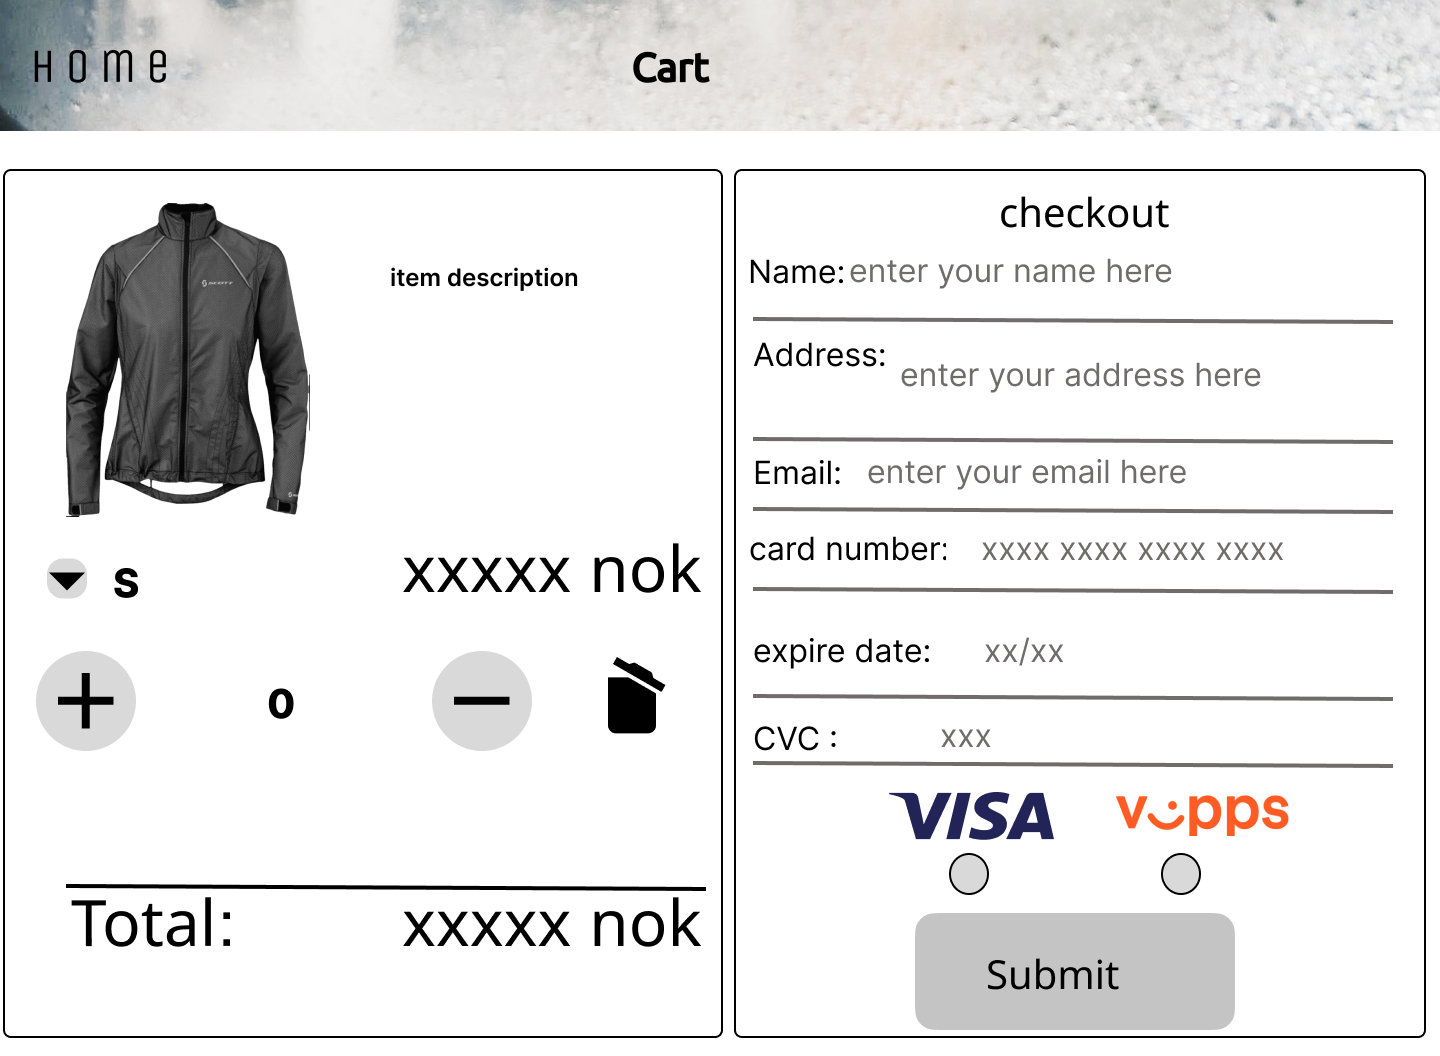 Home
Cart
SCOTT
item description
s
xxxxx nok
0
Total:
xxxxx nok
checkout
Name: enter your name here
Address:
enter your address here
Email: enter your email here
card number: xxxx xxxx xxxx xxxx
expire date: xx/xx
CVC : xxx
VISA
vipps
Submit